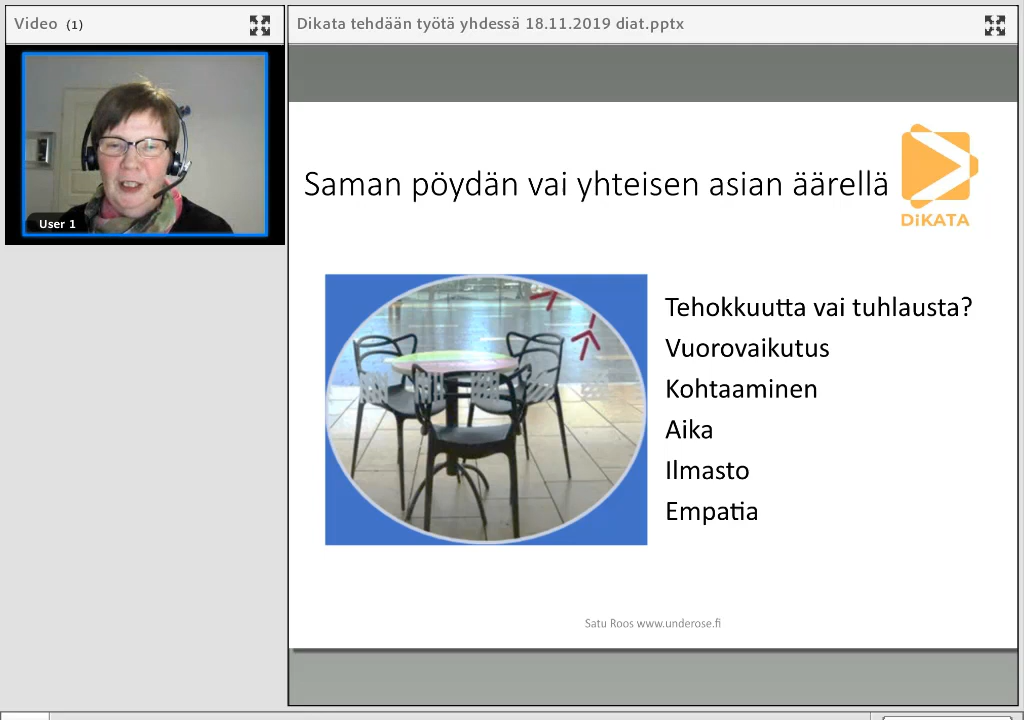 Video (1)
Dikata tehdään työtä yhdessä 18.11.2019 diat.pptx
User 1
Saman pöydän vai yhteisen asian äärellä
DiKATA
Tehokkuutta vai tuhlausta?
Vuorovaikutus
Kohtaaminen
Aika
Ilmasto
Empatia
Satu Roos www.underose.fi